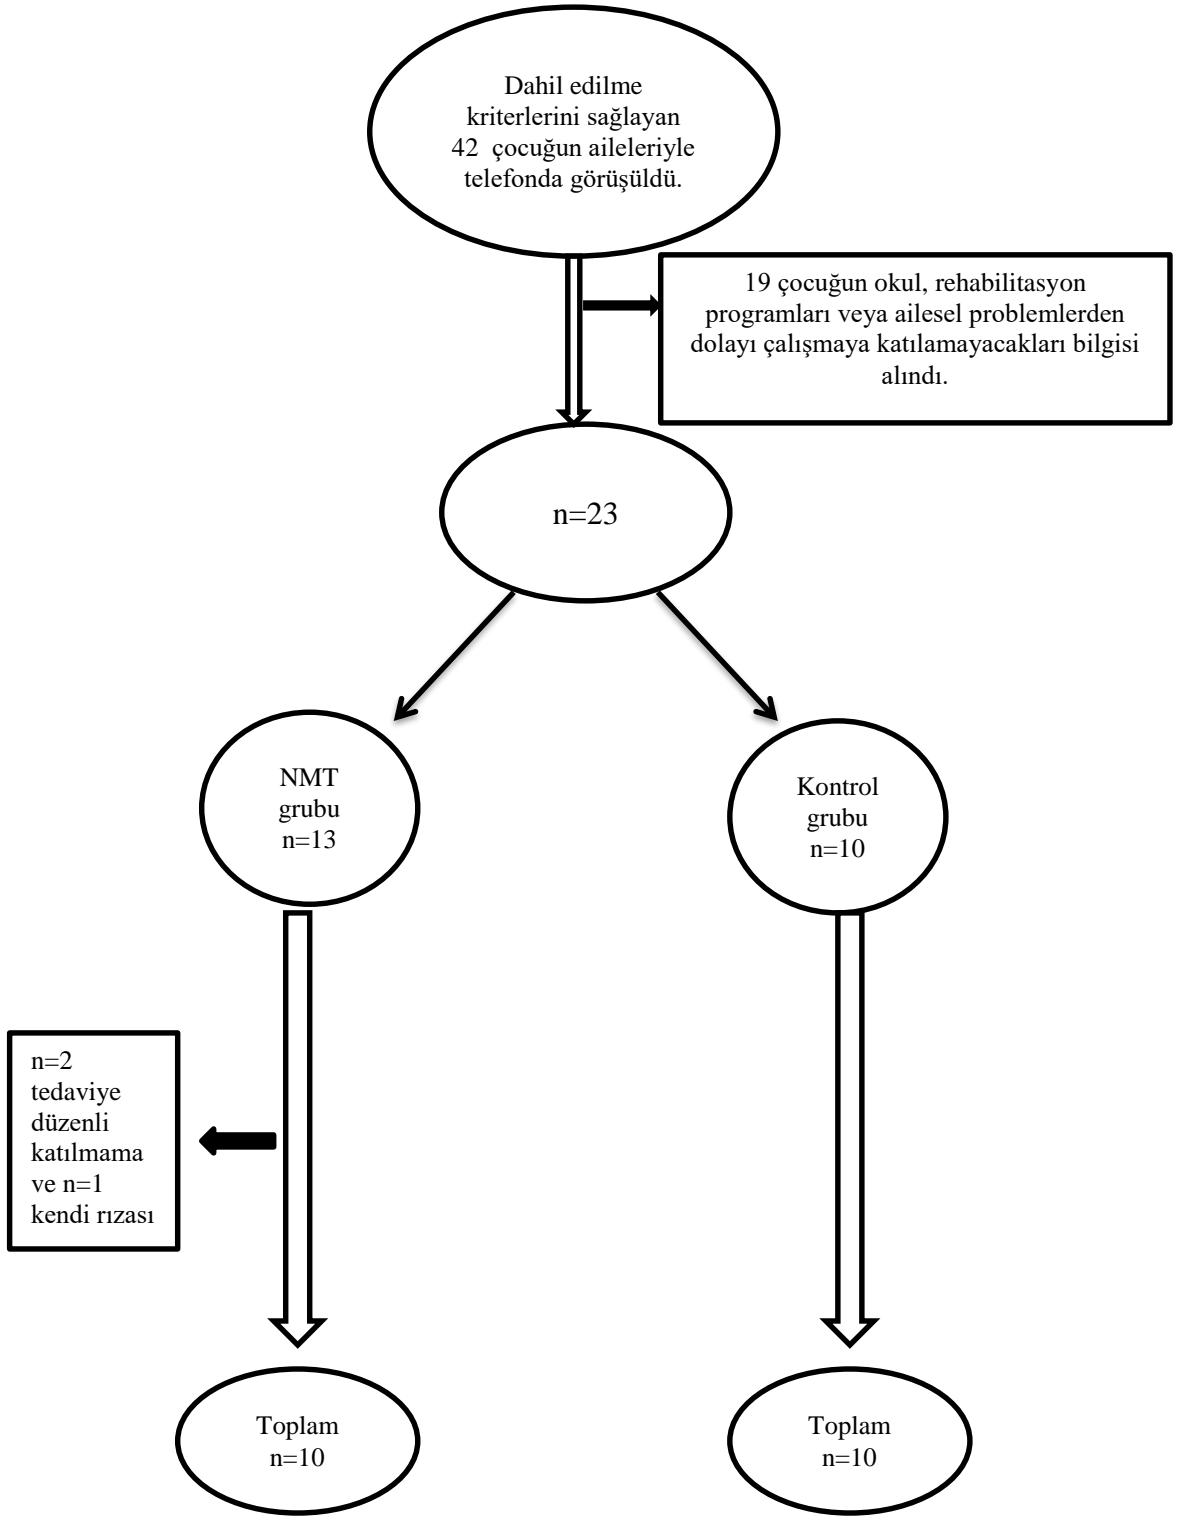 Dahil edilme
kriterlerini sağlayan
42 çocuğun aileleriyle
telefonda görüşüldü.
19 çocuğun okul, rehabilitasyon
programları veya ailesel problemlerden
dolayı çalışmaya katılamayacakları bilgisi
alındı.
n=23
NMT
grubu
n=13
Kontrol
grubu
n=10
n=2
tedaviye
düzenli
katılmama
ve n=1
kendi rızası
Toplam
n=10
Toplam
n=10